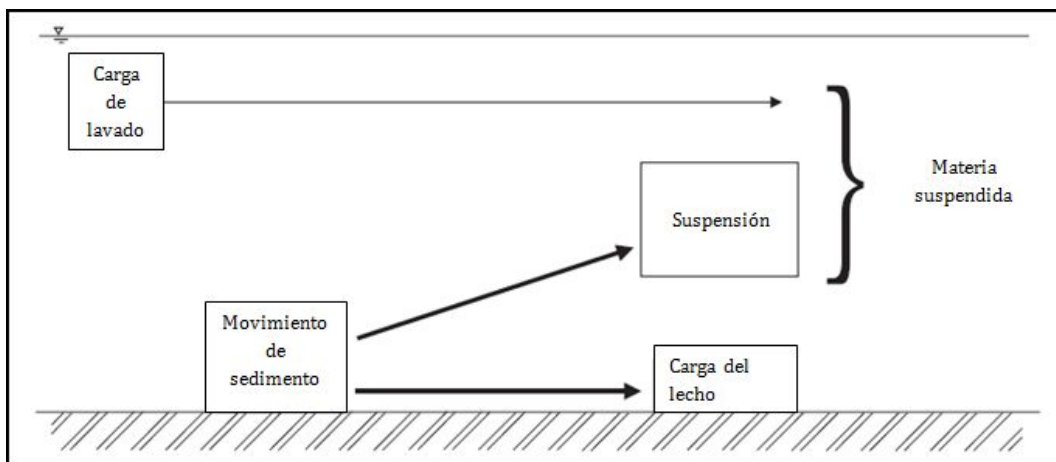 Carga
de
lavado
Materia
suspendida
Suspensión
Movimiento
de
sedimento
Carga del
lecho